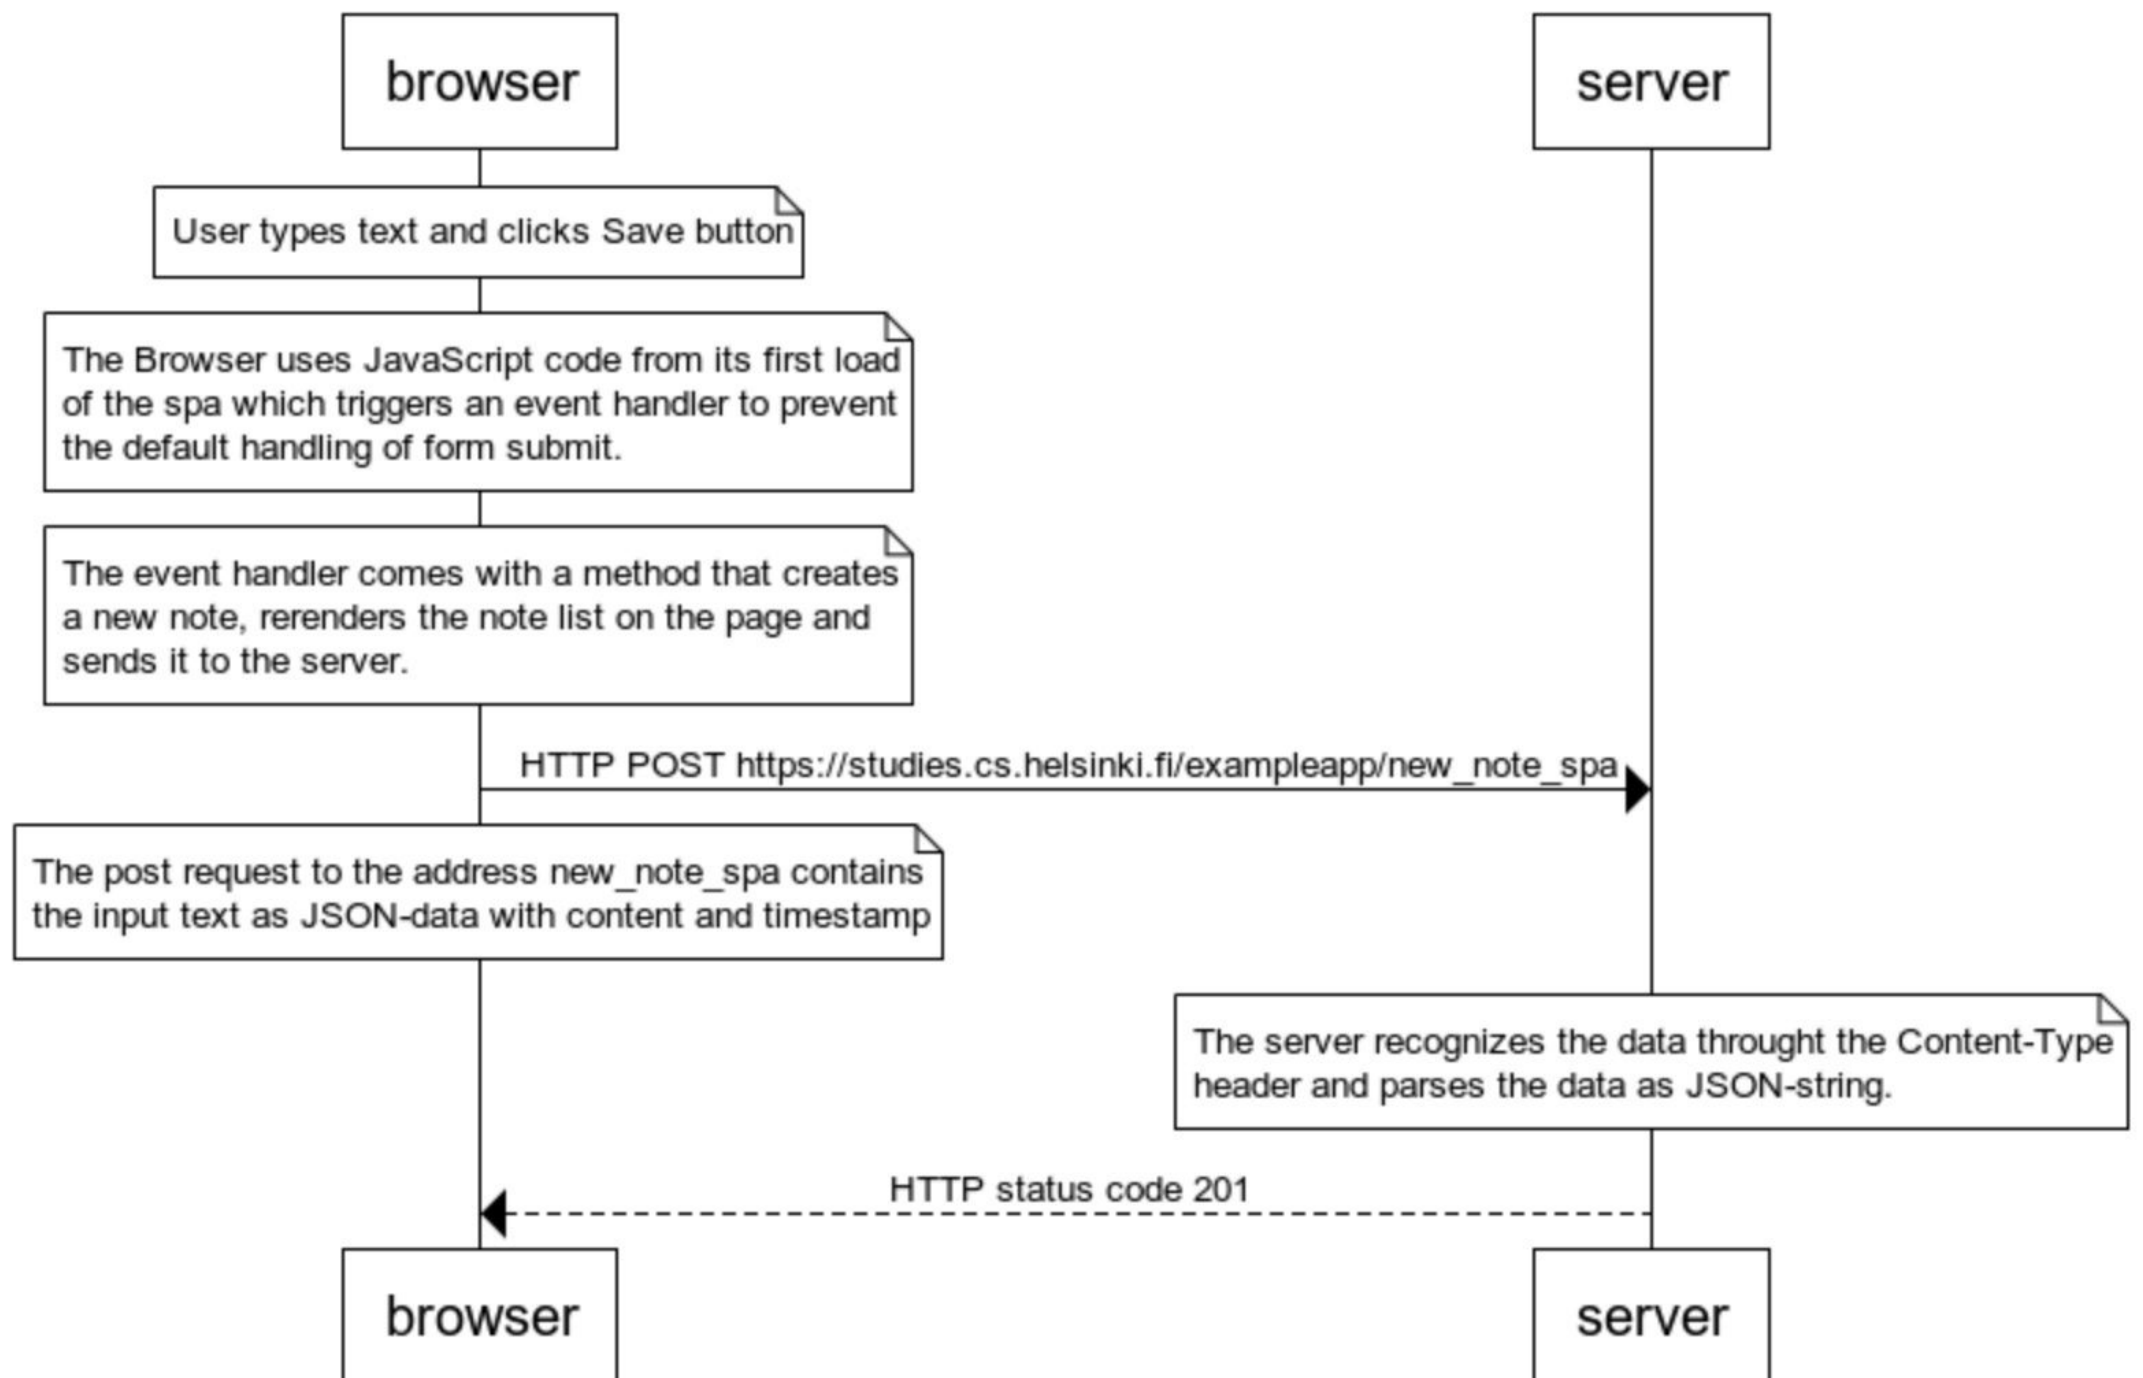 browser
server
User types text and clicks Save button
The Browser uses JavaScript code from its first load
of the spa which triggers an event handler to prevent
the default handling of form submit.
The event handler comes with a method that creates
a new note, rerenders the note list on the page and
sends it to the server.
HTTP POST https://studies.cs.helsinki.fi/exampleapp/new_note_spa
The post request to the address new_note_spa contains
the input text as JSON-data with content and timestamp
The server recognizes the data throught the Content-Type
header and parses the data as JSON-string.
HTTP status code 201
browser
server